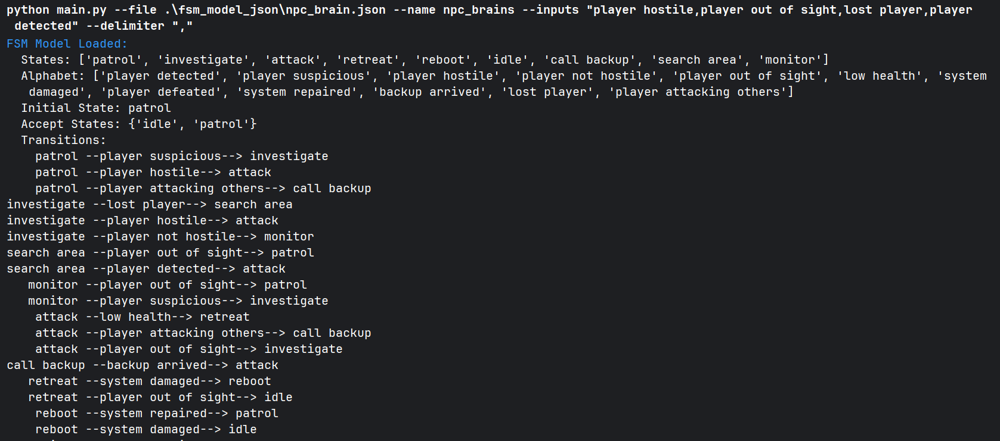 python main.py --file .\fsm_model_json\npc_brain.json --name npc_brains --inputs "player hostile,player out of sight,lost player,player
detected" --delimiter ","
FSM Model Loaded:
States: ['patrol', 'investigate', 'attack', 'retreat', 'reboot', 'idle', 'call backup', 'search area', 'monitor']
Alphabet: ['player detected', 'player suspicious', 'player hostile', 'player not hostile', 'player out of sight', 'low health', 'system
damaged', 'player defeated', 'system repaired', 'backup arrived', 'lost player', 'player attacking others']
Initial State: patrol
Accept States: {'idle', 'patrol'}
Transitions:
patrol --player suspicious--> investigate
patrol --player hostile--> attack
patrol --player attacking others--> call backup
investigate --lost player--> search area
investigate --player hostile--> attack
investigate --player not hostile--> monitor
search area --player out of sight--> patrol
search area --player detected--> attack
monitor --player out of sight--> patrol
monitor --player suspicious--> investigate
attack --low health--> retreat
attack --player attacking others--> call backup
attack --player out of sight--> investigate
call backup --backup arrived--> attack
retreat --system damaged--> reboot
retreat --player out of sight--> idle
reboot --system repaired--> patrol
reboot --system damaged--> idle